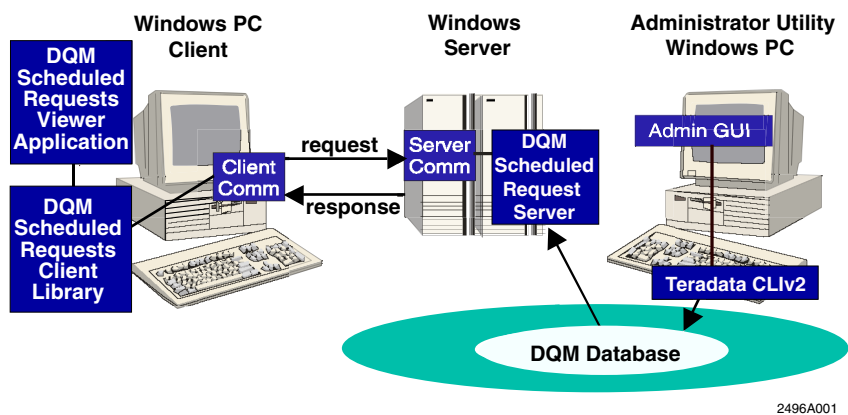 Windows PC
Client
Windows
Server
Administrator Utility
Windows PC
DQM
Scheduled
Requests
Viewer
Application
DQM
Scheduled
Requests
Client
Library
Client
Comm
request
response
Server
Comm
DQM
Scheduled
Request
Server
Admin GUI
Teradata CLIv2
DQM Database
2496A001